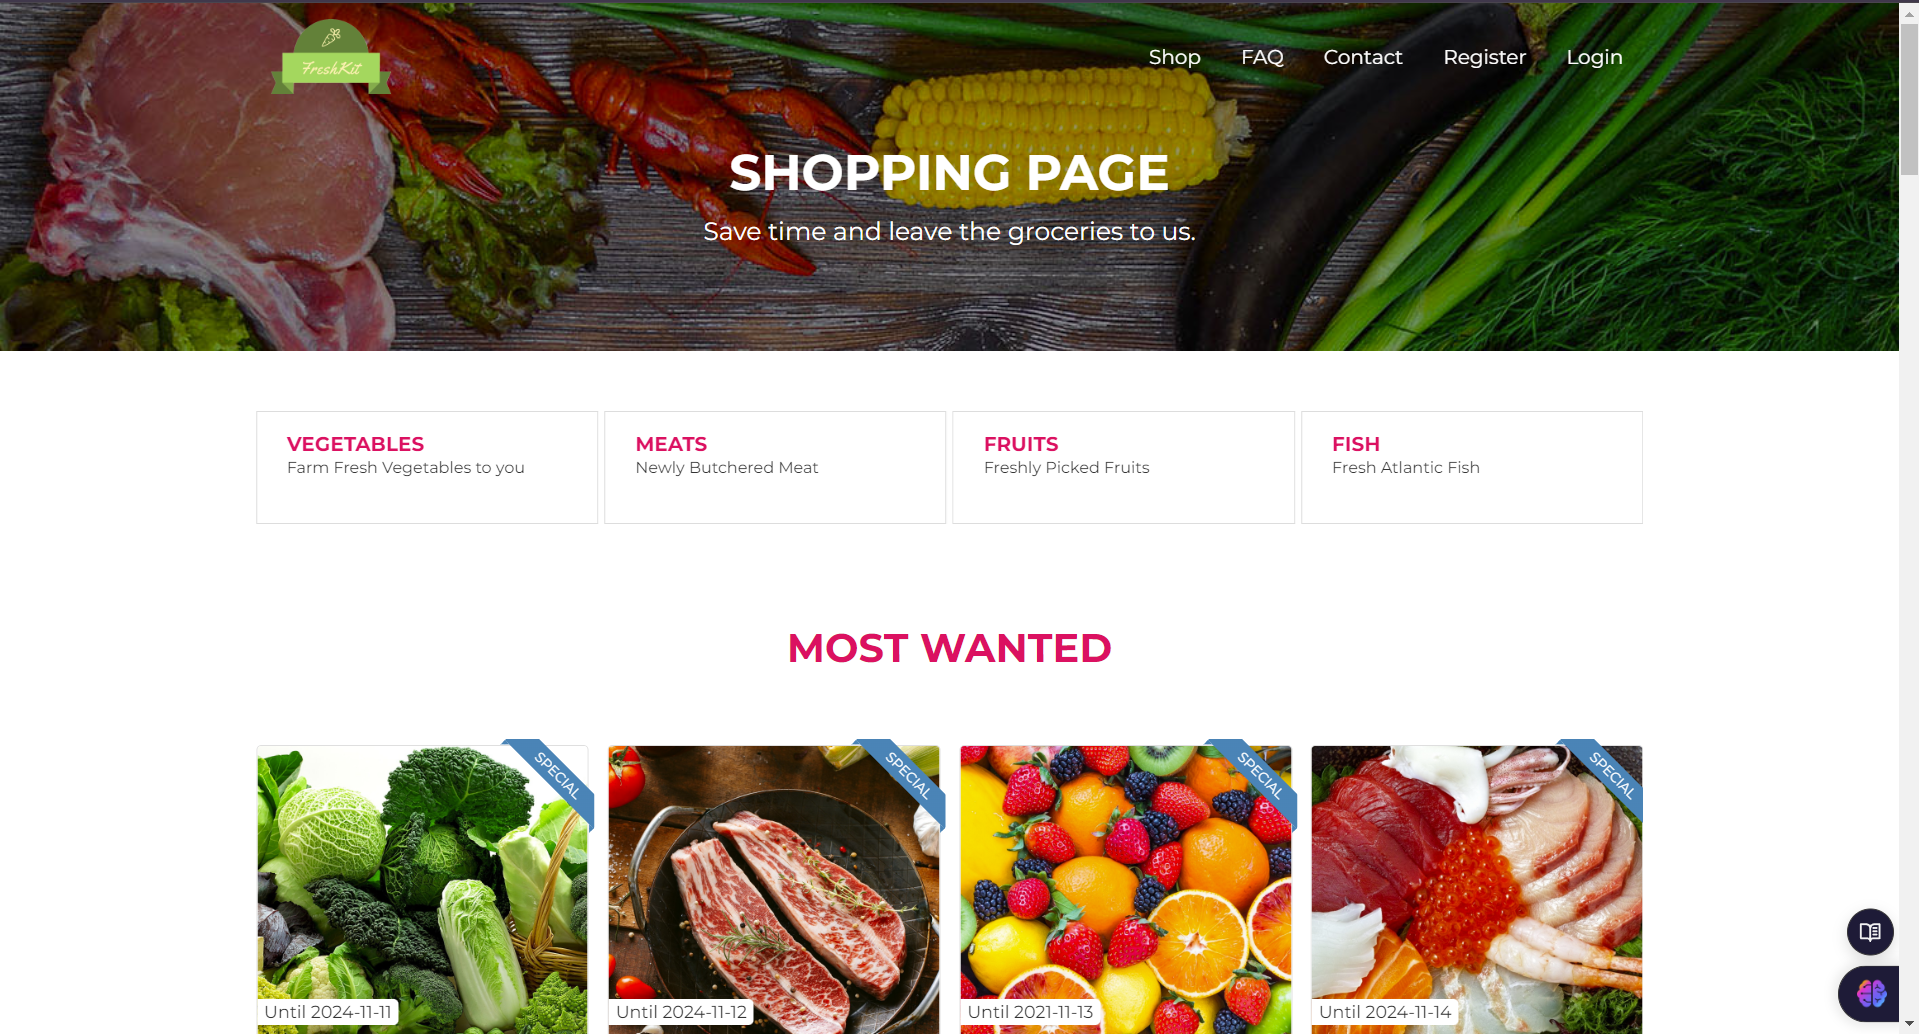 FreshKit
Shop FAQ Contact Register Login
SHOPPING PAGE
Save time and leave the groceries to us.
VEGETABLES
Farm Fresh Vegetables to you
MEATS
Newly Butchered Meat
FRUITS
Freshly Picked Fruits
FISH
Fresh Atlantic Fish
MOST WANTED
SPECIAL
Until 2024-11-11
SPECIAL
Until 2024-11-12
SPECIAL
Until 2021-11-13
SPECIAL
Until 2024-11-14